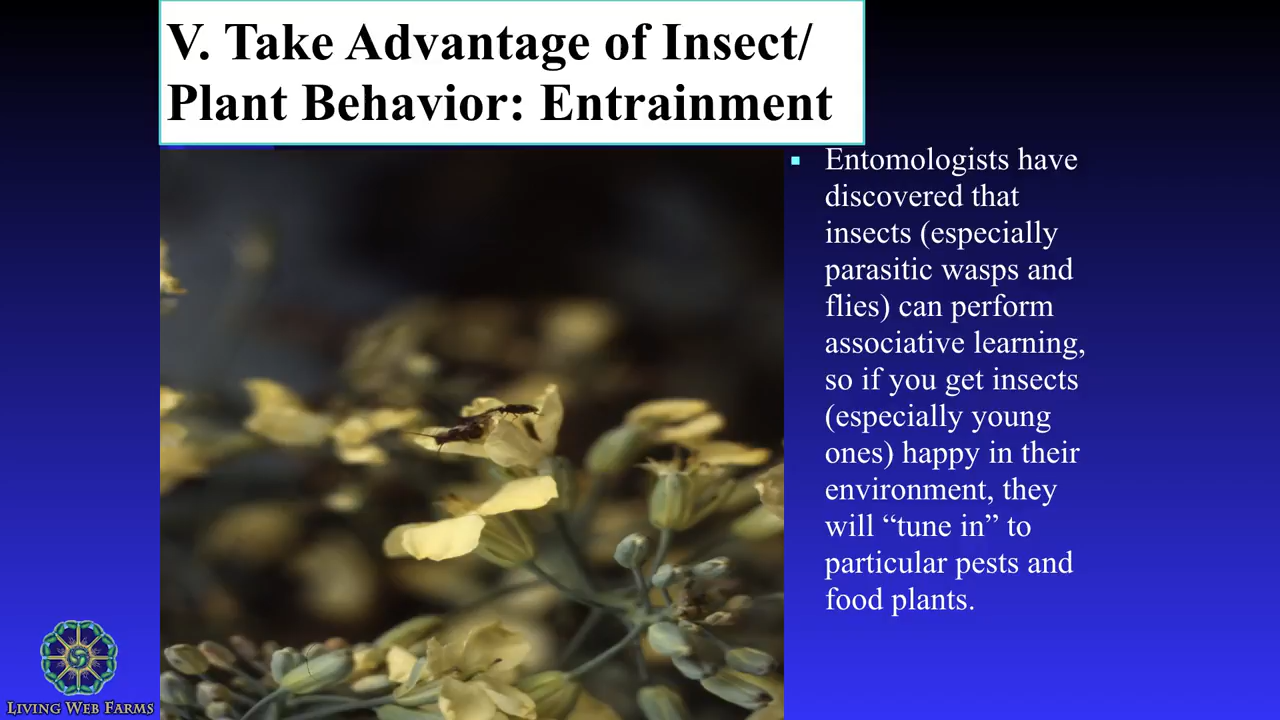 V. Take Advantage of Insect/
Plant Behavior: Entrainment
Entomologists have
discovered that
insects (especially
parasitic wasps and
flies) can perform
associative learning,
so if you get insects
(especially young
ones) happy in their
environment, they
will “tune in” to
particular pests and
food plants.
Living Web Farms